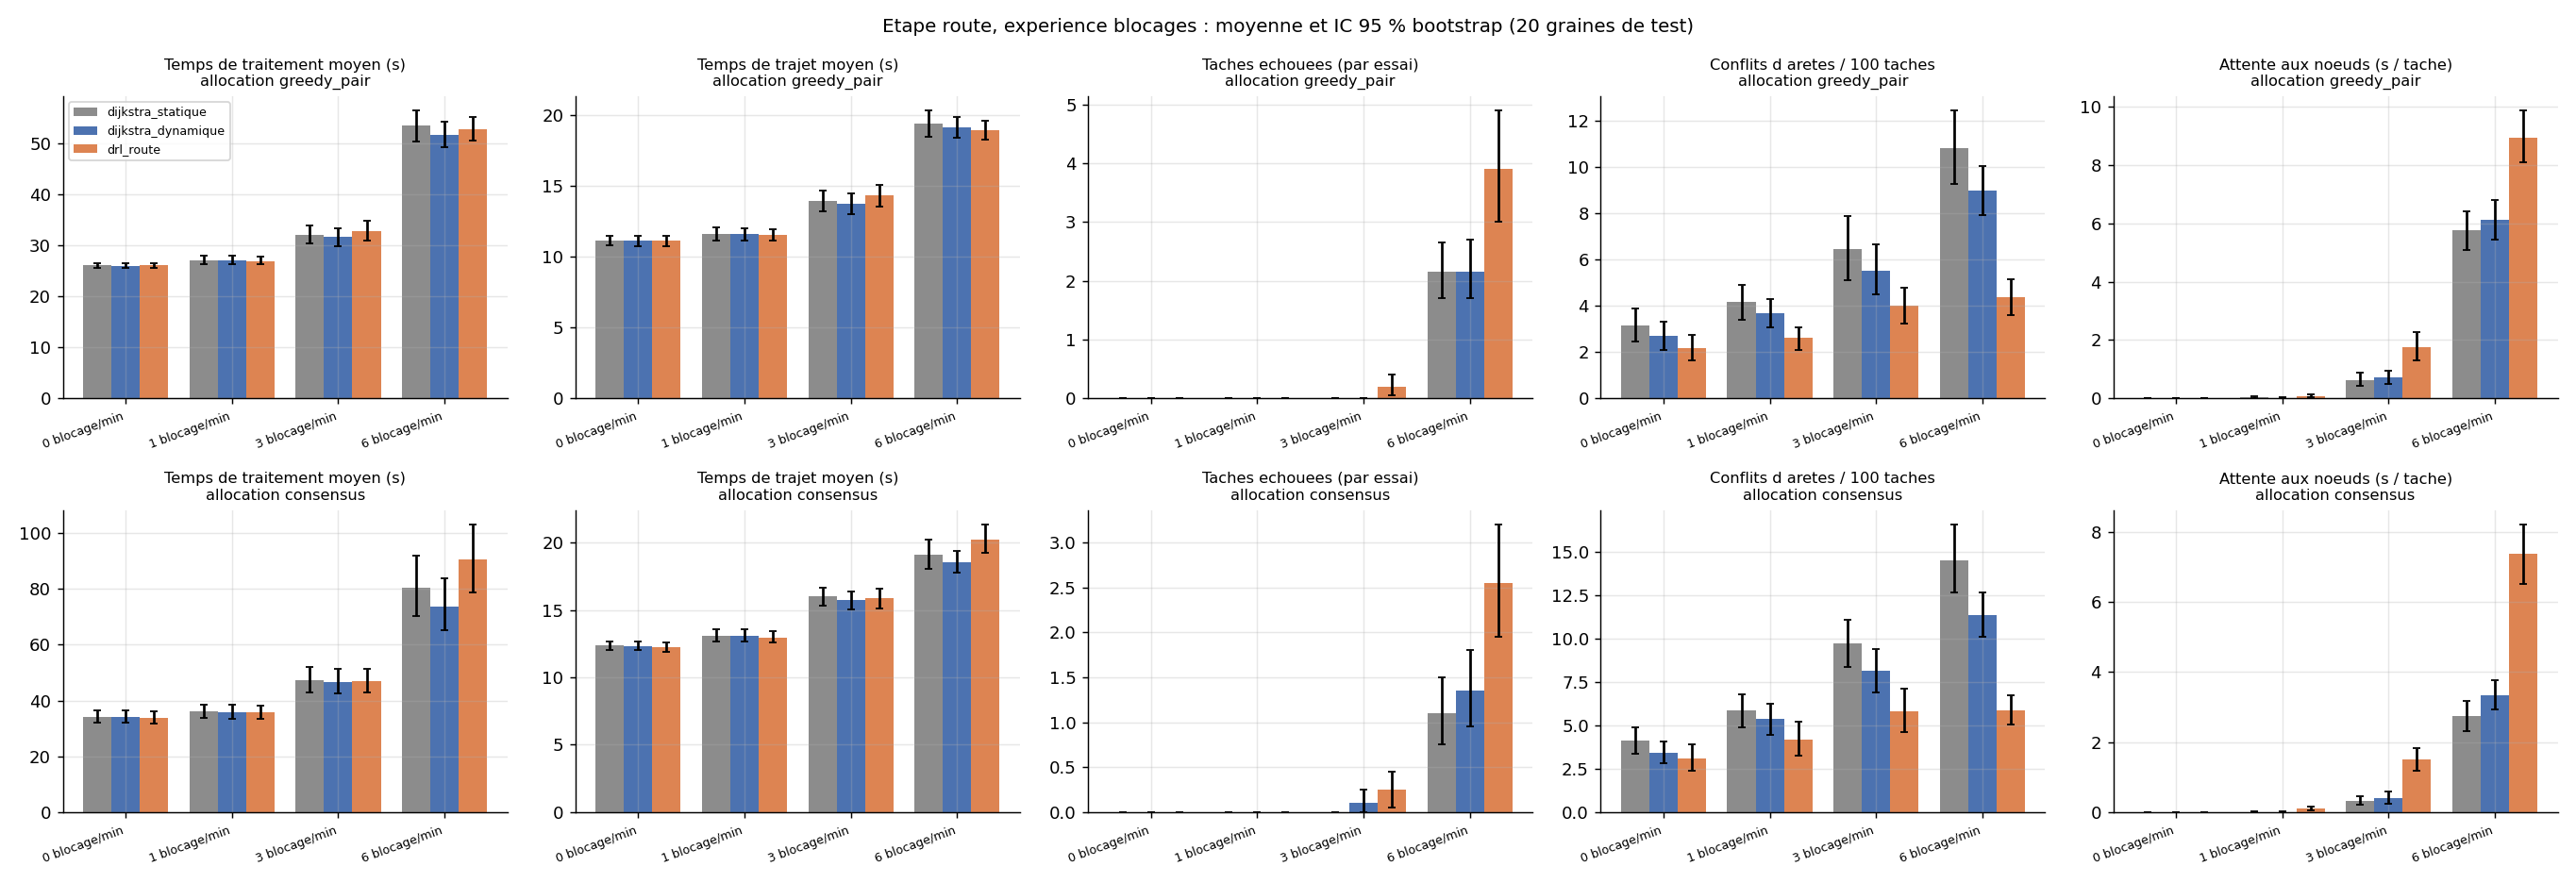 Etape route, experience blocages : moyenne et IC 95 % bootstrap (20 graines de test)
Temps de traitement moyen (s)
allocation greedy_pair
dijkstra_statique
dijkstra_dynamique
drl_route
50
40
30
20
10
0
0 blocage/min
1 blocage/min
3 blocage/min
6 blocage/min
Temps de trajet moyen (s)
allocation greedy_pair
20
15
10
5
0
0 blocage/min
1 blocage/min
3 blocage/min
6 blocage/min
Taches echouees (par essai)
allocation greedy_pair
5
4
3
2
1
0
0 blocage/min
1 blocage/min
3 blocage/min
6 blocage/min
Conflits d aretes / 100 taches
allocation greedy_pair
12
10
8
6
4
2
0
0 blocage/min
1 blocage/min
3 blocage/min
6 blocage/min
Attente aux noeuds (s / tache)
allocation greedy_pair
10
8
6
4
2
0
0 blocage/min
1 blocage/min
3 blocage/min
6 blocage/min
Temps de traitement moyen (s)
allocation consensus
100
80
60
40
20
0
0 blocage/min
1 blocage/min
3 blocage/min
6 blocage/min
Temps de trajet moyen (s)
allocation consensus
20
15
10
5
0
0 blocage/min
1 blocage/min
3 blocage/min
6 blocage/min
Taches echouees (par essai)
allocation consensus
3.0
2.5
2.0
1.5
1.0
0.5
0.0
0 blocage/min
1 blocage/min
3 blocage/min
6 blocage/min
Conflits d aretes / 100 taches
allocation consensus
15.0
12.5
10.0
7.5
5.0
2.5
0.0
0 blocage/min
1 blocage/min
3 blocage/min
6 blocage/min
Attente aux noeuds (s / tache)
allocation consensus
8
6
4
2
0
0 blocage/min
1 blocage/min
3 blocage/min
6 blocage/min